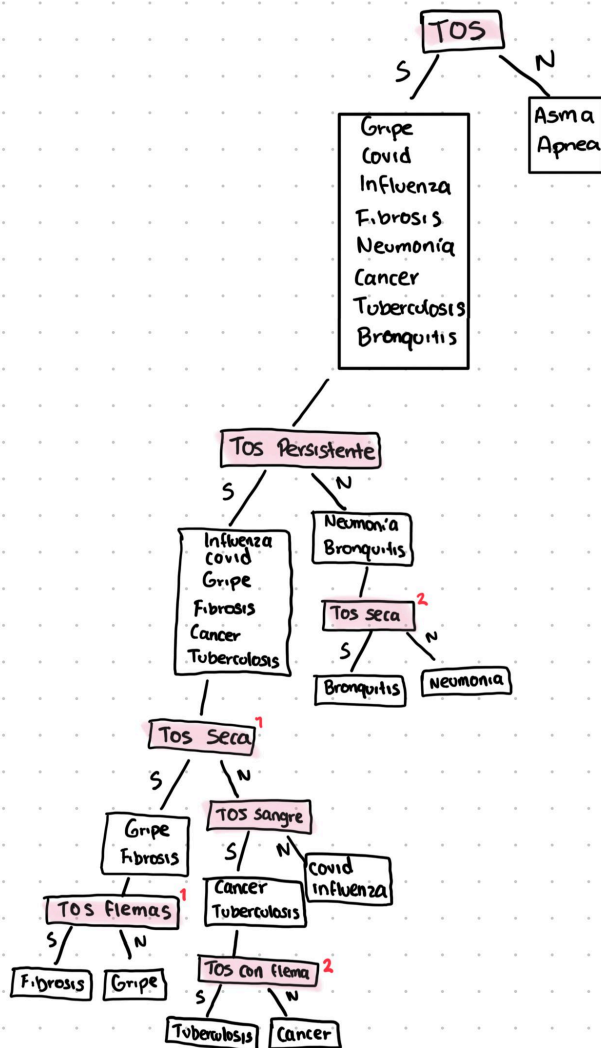 TOS
S
N
Gripe
Covid
Influenza
Fibrosis
Neumonía
Cancer
Tuberculosis
Bronquitis
Asma
Apnea
Tos Persistente
S
N
Influenza
Covid
Gripe
Fibrosis
Cancer
Tuberculosis
Neumonía
Bronquitis
Tos seca 2
S
N
Bronquitis
Neumonia
Tos Seca 1
S
N
Gripe
Fibrosis
TOS flemas 1
S
N
Fibrosis
Gripe
TOS sangre
S
N
Cancer
Tuberculosis
Covid
influenza
Tos con flema 2
S
N
Tuberculosis
Cancer